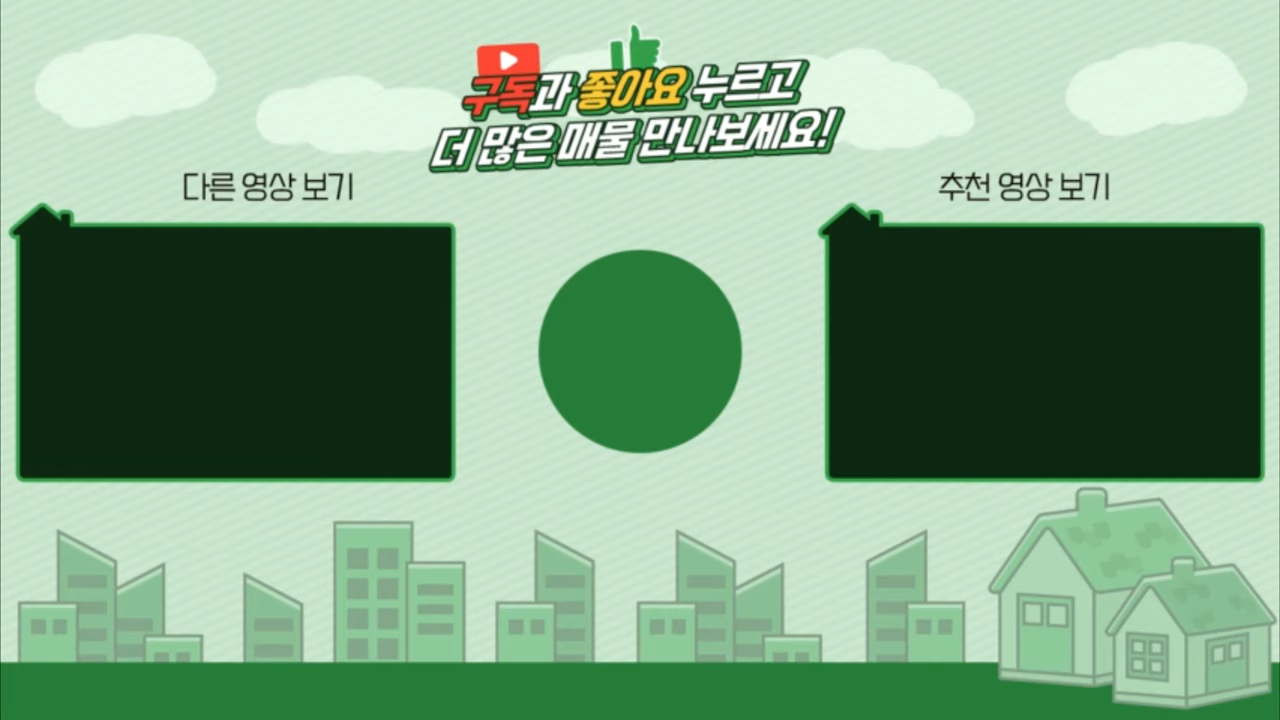 구독과 좋아요 누르고
더 많은 매물 만나보세요!
다른 영상 보기
추천 영상 보기